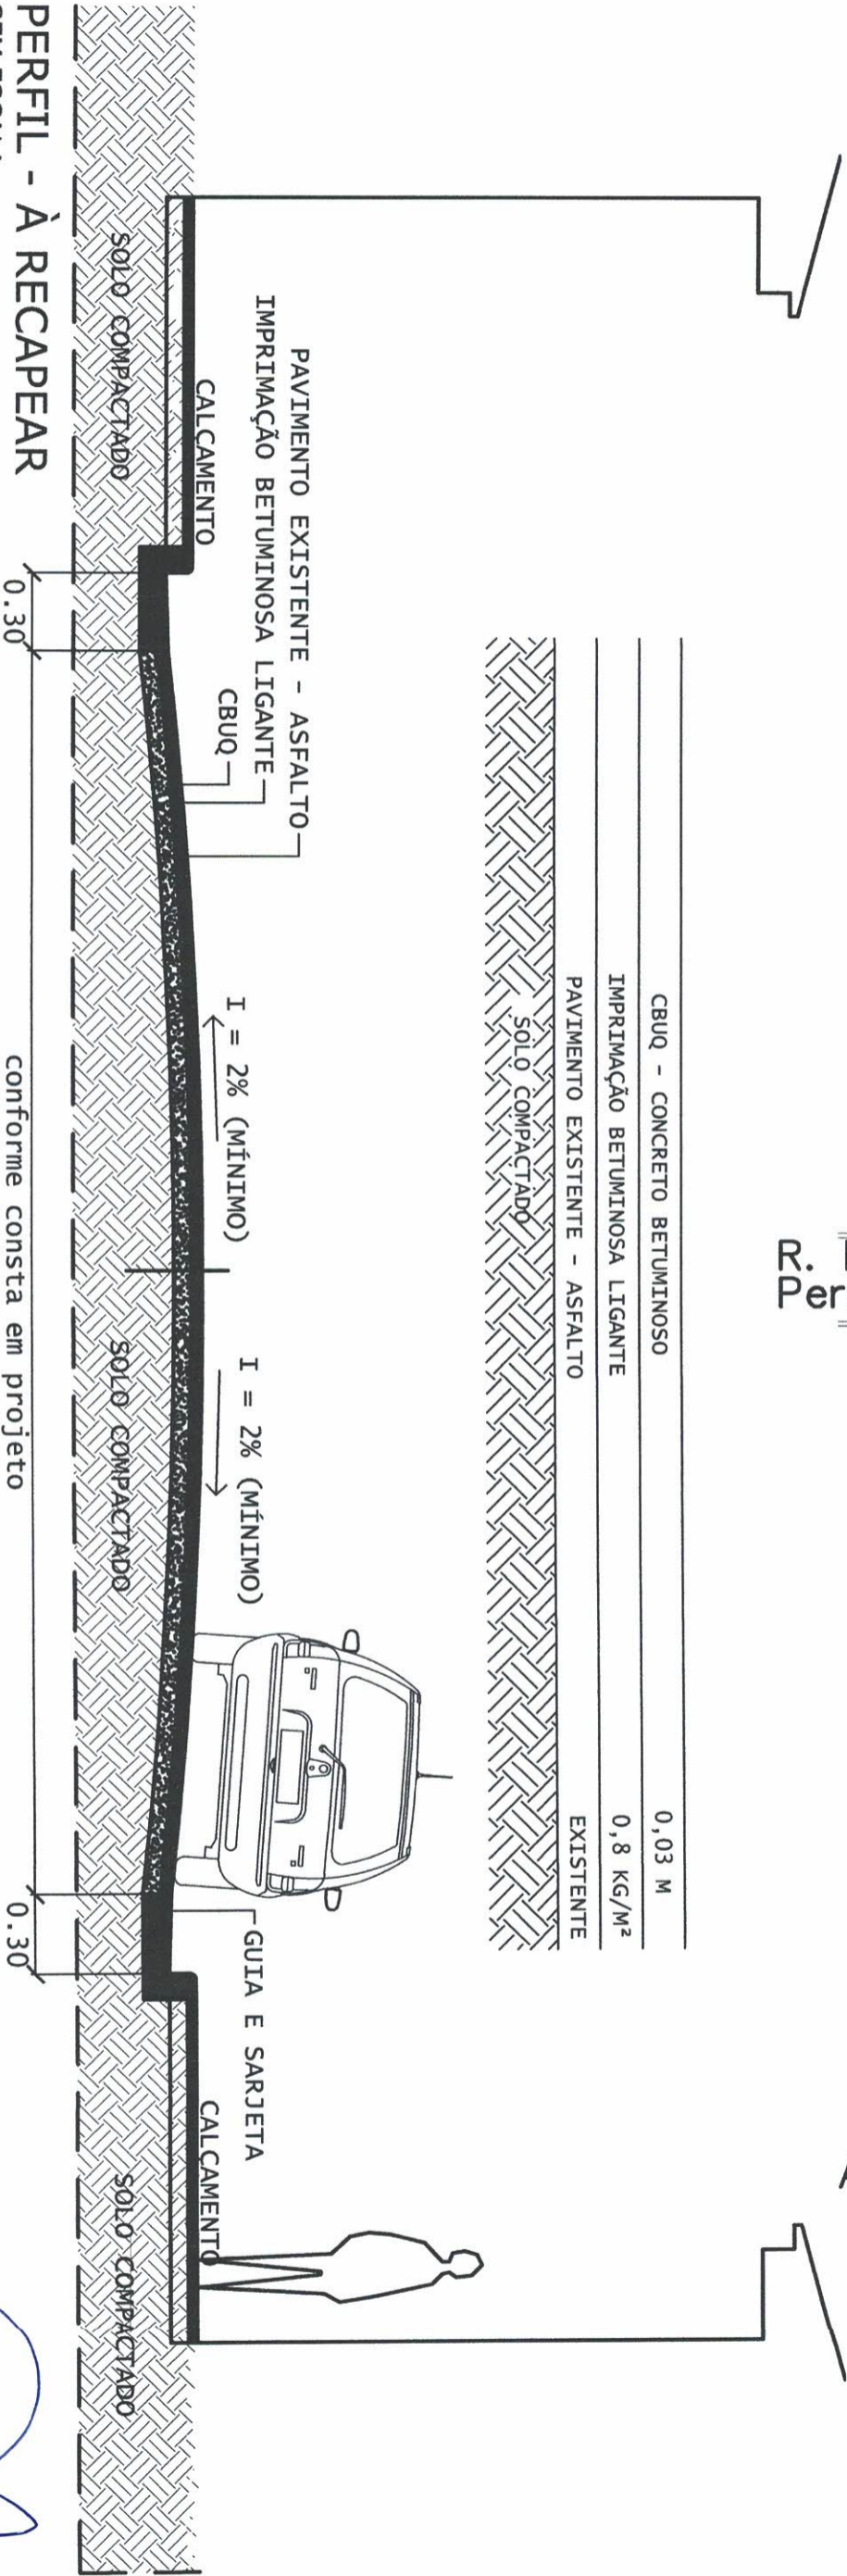 R.
Per
CBUQ - CONCRETO BETUMINOSO 0,03 M
IMPRIMAÇÃO BETUMINOSA LIGANTE 0,8 KG/M²
PAVIMENTO EXISTENTE - ASFALTO EXISTENTE
SOLO COMPACTADO
PAVIMENTO EXISTENTE - ASFALTO
IMPRIMAÇÃO BETUMINOSA LIGANTE
CBUQ
I = 2% (MÍNIMO)
I = 2% (MÍNIMO)
GUIA E SARJETA
CALÇAMENTO
CALÇAMENTO
SOLO COMPACTADO
SOLO COMPACTADO
SOLO COMPACTADO
0.30
conforme consta em projeto
0.30
PERFIL - À RECAPEAR